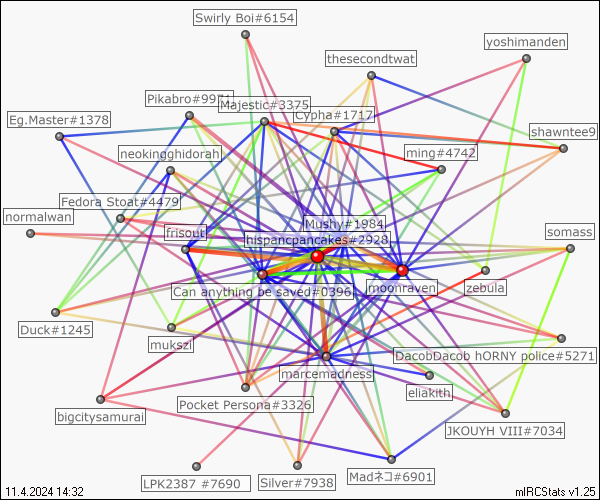 Swirly Boi#6154
yoshimanden
thesecondtwat
Pikabro#9971
Majestic#3375
Cypha#1717
Eg.Master#1378
shawntee9
neokingghidorah
ming#4742
Fedora Stoat#4479
normalwan
Mushy#1984
frisout
hispancpancakes#2928
somass
Can anything be saved#0396
moonraven
zebula
Duck#1245
mukszi
DacobDacob hORNY police#5271
marcemadness
eliakith
bigcitysamurai
Pocket Persona#3326
JKOUYH VIII#7034
LPK2387 #7690
Silver#7938
Madネコ#6901
11.4.2024 14:32
mIRCStats v1.25